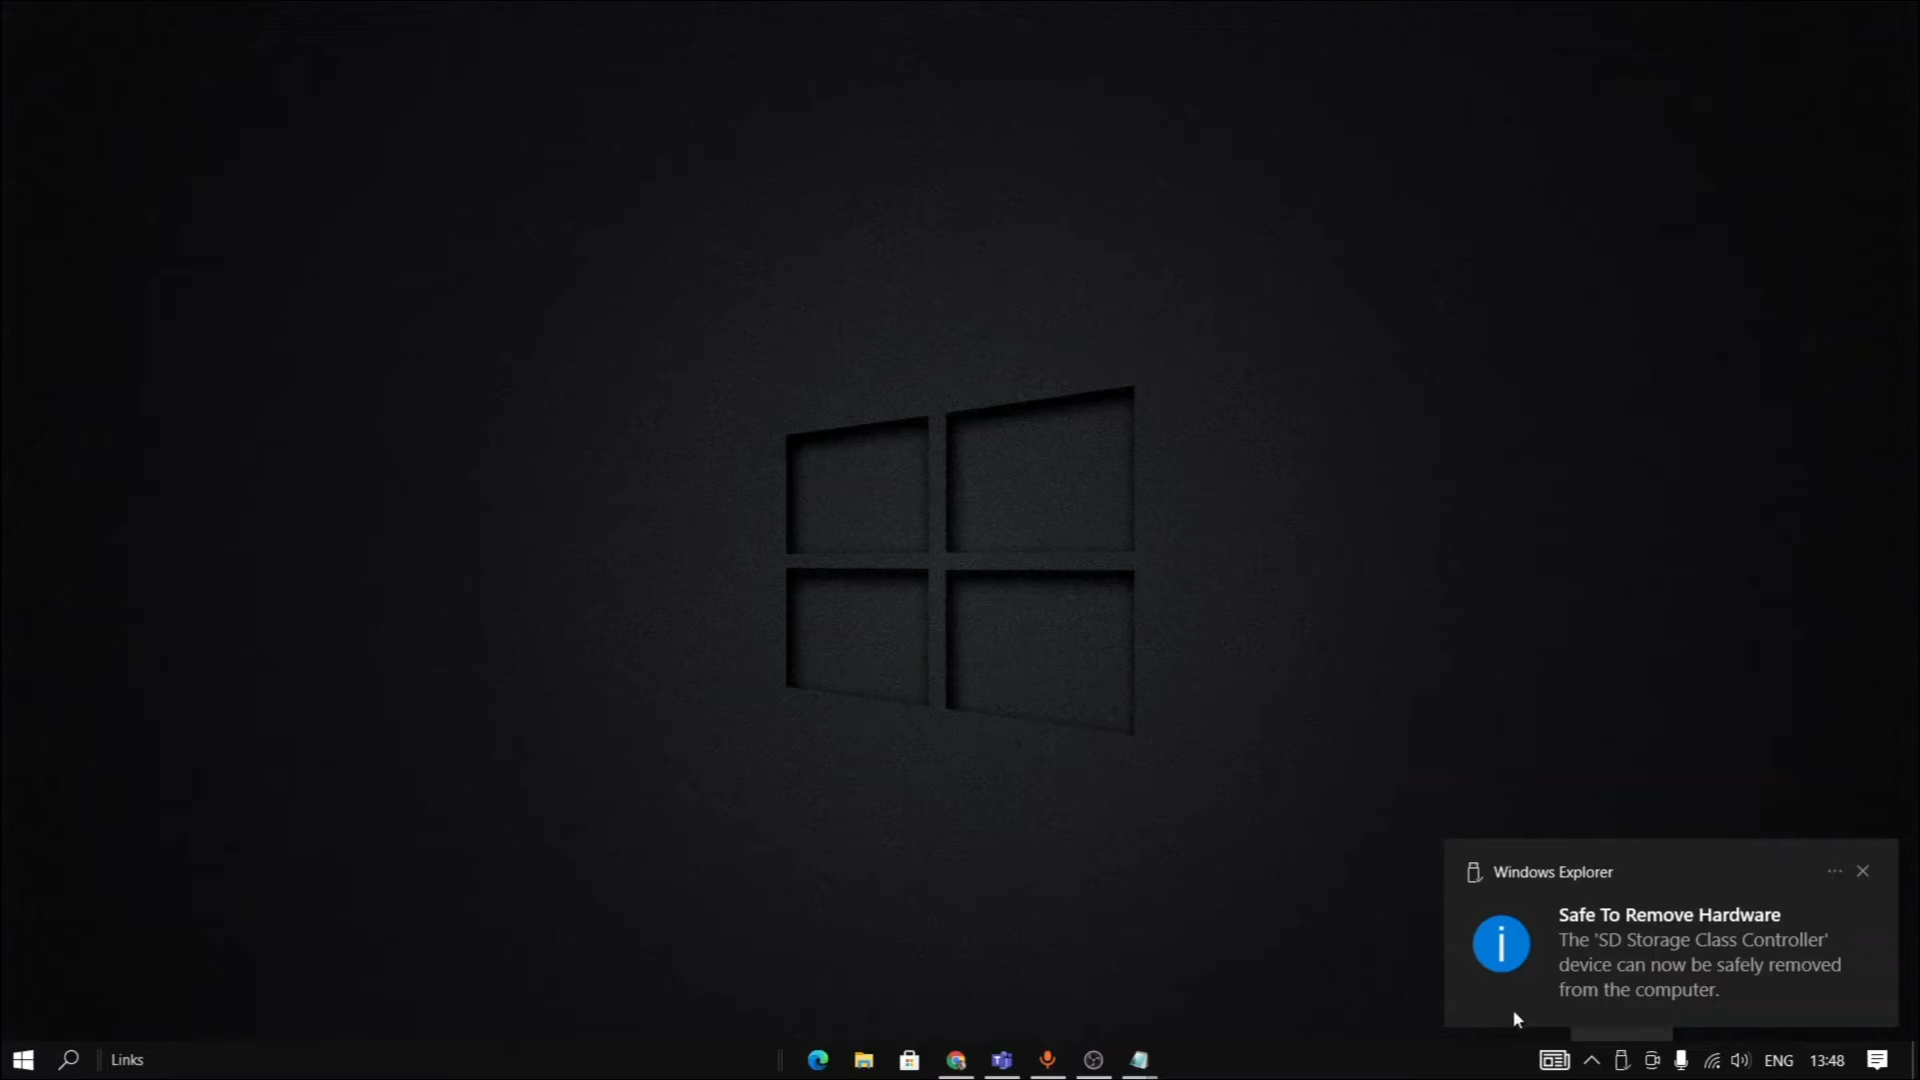 Windows Explorer
Safe To Remove Hardware
The 'SD Storage Class Controller'
device can now be safely removed
from the computer.
Links
ENG
13:48